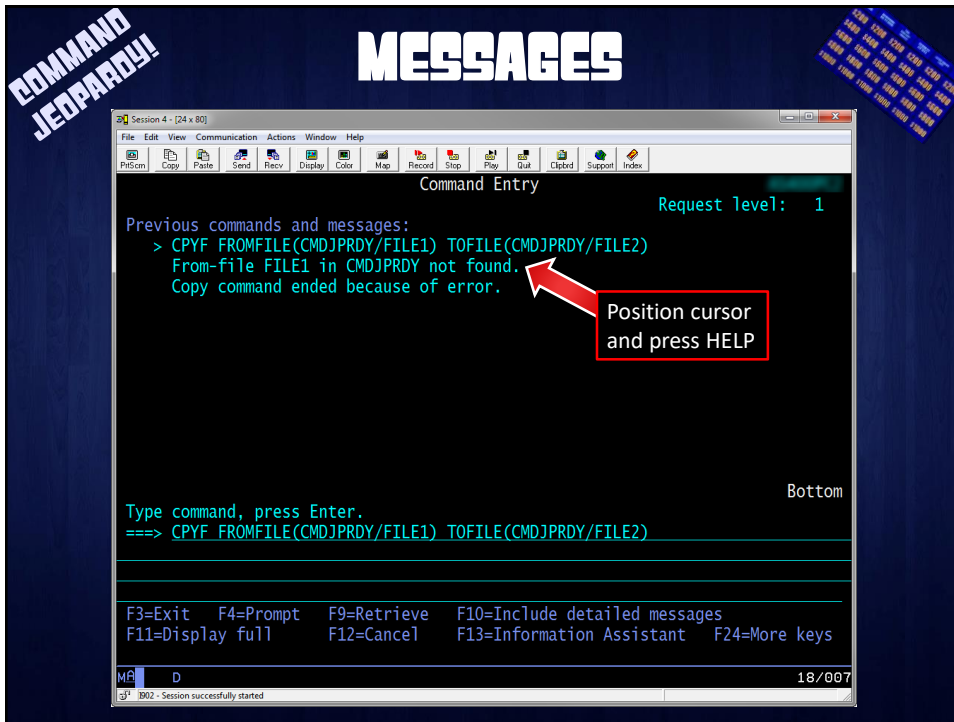 COMMAND
JEOPARDY!
MESSAGES
Session 4 - [24 x 80]
File Edit View Communication Actions Window Help
PrtScrn Copy Paste Send Recv Display Color Map Record Stop Play Quit Clipbrd Support Index
Command Entry
Request level: 1
Previous commands and messages:
> CPYF FROMFILE(CMDJPRDY/FILE1) TOFILE(CMDJPRDY/FILE2)
From-file FILE1 in CMDJPRDY not found.
Copy command ended because of error.
Position cursor
and press HELP
Bottom
Type command, press Enter.
===> CPYF FROMFILE(CMDJPRDY/FILE1) TOFILE(CMDJPRDY/FILE2)
F3=Exit F4=Prompt F9=Retrieve F10=Include detailed messages
F11=Display full F12=Cancel F13=Information Assistant F24=More keys
MA D 18/007
I902 - Session successfully started